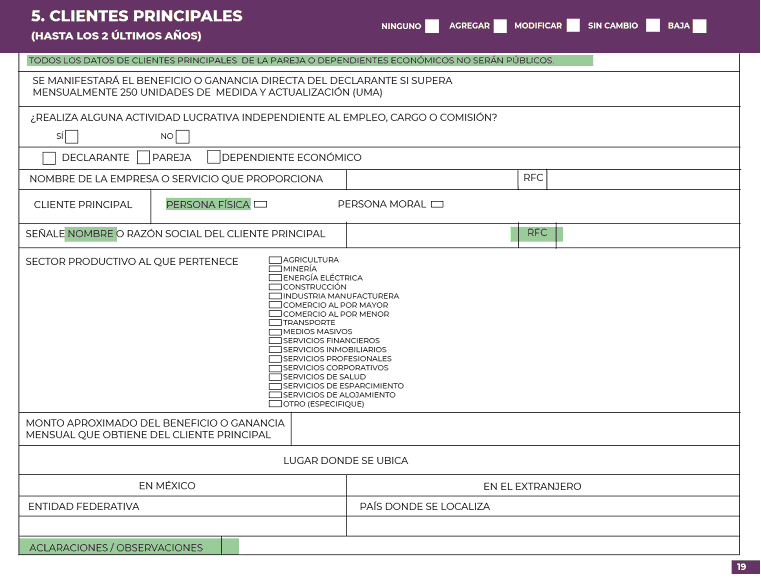 5. CLIENTES PRINCIPALES
(HASTA LOS 2 ÚLTIMOS AÑOS)
NINGUNO AGREGAR MODIFICAR SIN CAMBIO BAJA
TODOS LOS DATOS DE CLIENTES PRINCIPALES DE LA PAREJA O DEPENDIENTES ECONÓMICOS NO SERÁN PÚBLICOS.
SE MANIFESTARÁ EL BENEFICIO O GANANCIA DIRECTA DEL DECLARANTE SI SUPERA
MENSUALMENTE 250 UNIDADES DE MEDIDA Y ACTUALIZACIÓN (UMA)
¿REALIZA ALGUNA ACTIVIDAD LUCRATIVA INDEPENDIENTE AL EMPLEO, CARGO O COMISIÓN?
SÍ NO
DECLARANTE PAREJA DEPENDIENTE ECONÓMICO
NOMBRE DE LA EMPRESA O SERVICIO QUE PROPORCIONA RFC
CLIENTE PRINCIPAL PERSONA FÍSICA PERSONA MORAL
SEÑALE NOMBRE O RAZÓN SOCIAL DEL CLIENTE PRINCIPAL RFC
SECTOR PRODUCTIVO AL QUE PERTENECE
AGRICULTURA
MINERÍA
ENERGÍA ELÉCTRICA
CONSTRUCCIÓN
INDUSTRIA MANUFACTURERA
COMERCIO AL POR MAYOR
COMERCIO AL POR MENOR
TRANSPORTE
MEDIOS MASIVOS
SERVICIOS FINANCIEROS
SERVICIOS INMOBILIARIOS
SERVICIOS PROFESIONALES
SERVICIOS CORPORATIVOS
SERVICIOS DE SALUD
SERVICIOS DE ESPARCIMIENTO
SERVICIOS DE ALOJAMIENTO
OTRO (ESPECIFIQUE)
MONTO APROXIMADO DEL BENEFICIO O GANANCIA
MENSUAL QUE OBTIENE DEL CLIENTE PRINCIPAL
LUGAR DONDE SE UBICA
EN MÉXICO EN EL EXTRANJERO
ENTIDAD FEDERATIVA PAÍS DONDE SE LOCALIZA
ACLARACIONES / OBSERVACIONES
19